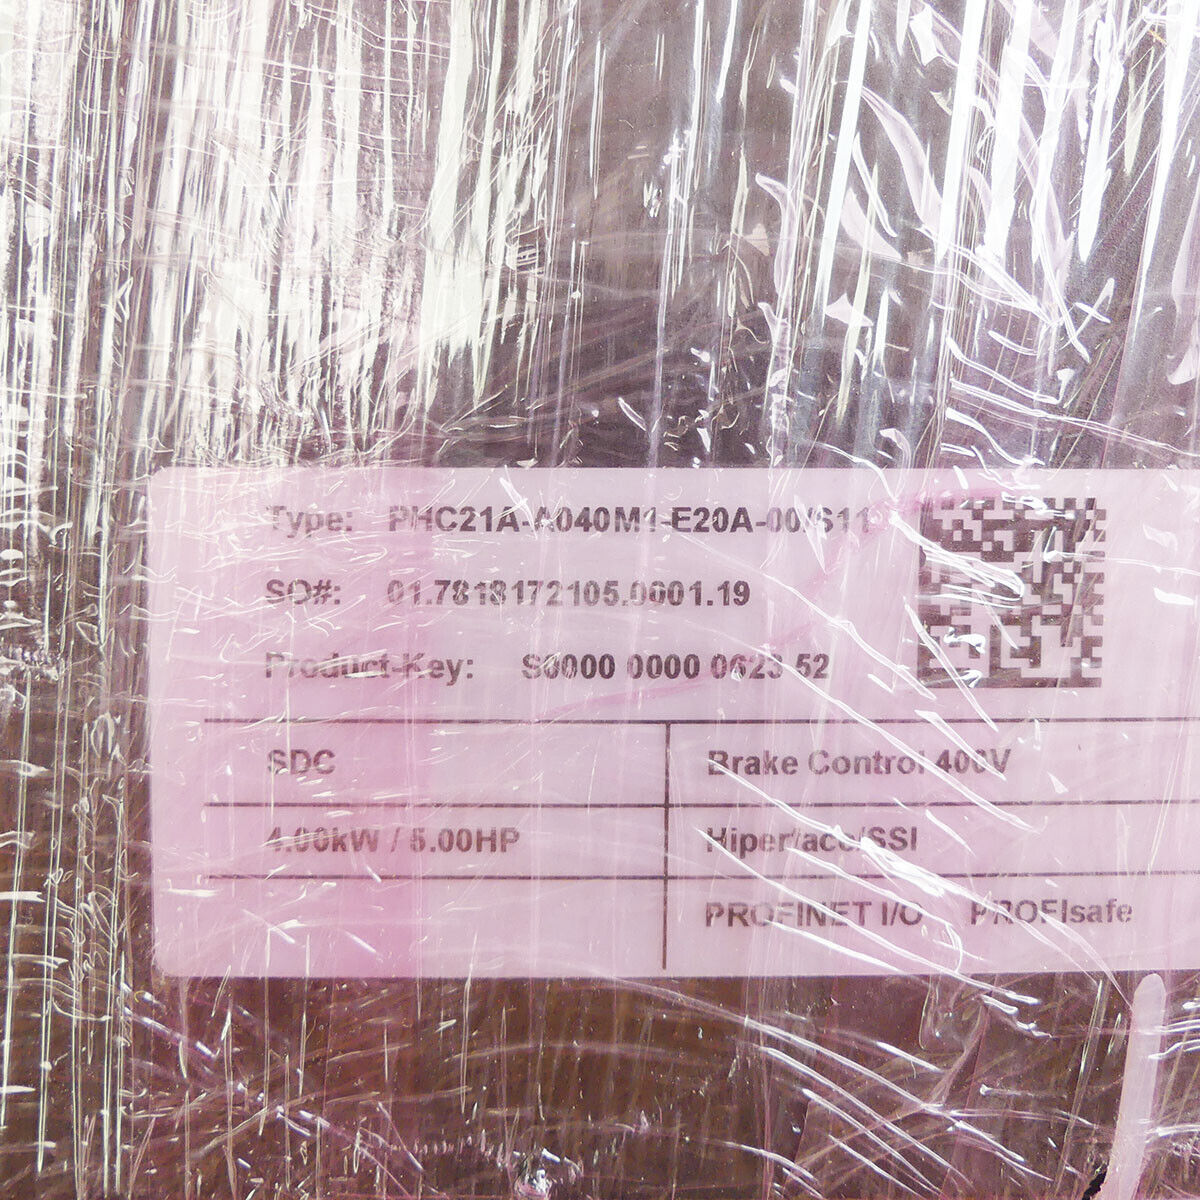 Type: PHC21A-A040M1-E20A-00/S11
SO#: 01.7818172105.0001.19
Product-Key: S0000 0000 0623 52
SDC
Brake Control 400V
4.00kW / 5.00HP
Hiper/acc/SSI
PROFINET I/O PROFIsafe